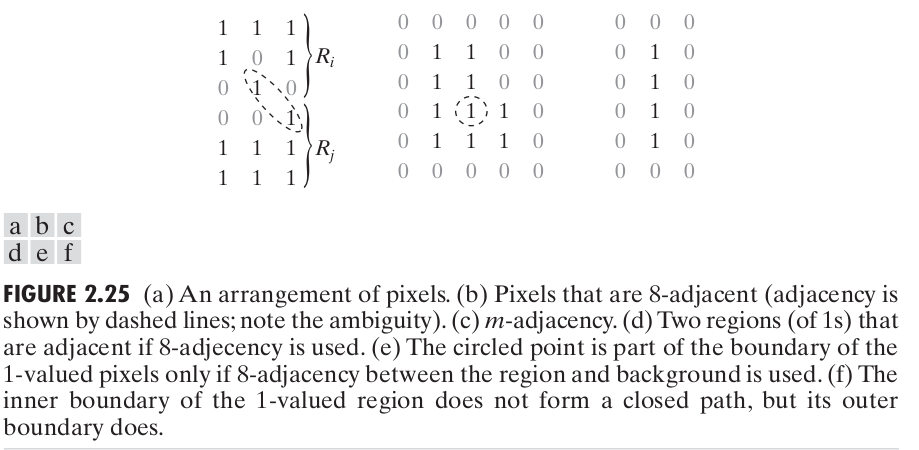 1 1 1
1 0 1
0 1 0
R_i
0 0 1
1 1 1
1 1 1
R_j
0 0 0 0 0
0 1 1 0 0
0 1 1 0 0
0 1 1 1 0
0 1 1 1 0
0 0 0 0 0
0 0 0
0 1 0
0 1 0
0 1 0
0 1 0
0 0 0
a b c
d e f
FIGURE 2.25 (a) An arrangement of pixels. (b) Pixels that are 8-adjacent (adjacency is
shown by dashed lines; note the ambiguity). (c) m-adjacency. (d) Two regions (of 1s) that
are adjacent if 8-adjecency is used. (e) The circled point is part of the boundary of the
1-valued pixels only if 8-adjacency between the region and background is used. (f) The
inner boundary of the 1-valued region does not form a closed path, but its outer
boundary does.